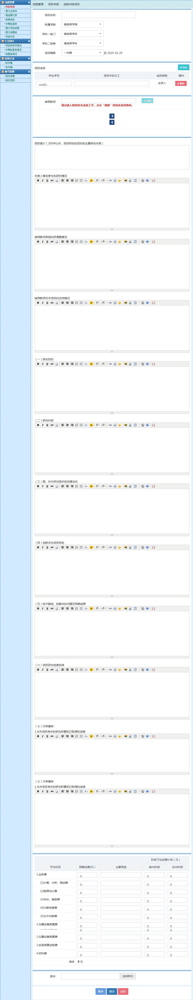 流程管理
项目申报
提交合同书
周进展记录
季度报告
中期检查表
提交项目成果
提交结题表
项目列表
汇总统计
项目申报书情况
中期检查表情况
结题表情况
信息交流
收件箱
发件箱
账号管理
修改信息
修改密码
流程管理 / 项目申报 / 创新训练项目
项目名称
所属学院 请选择学院
学科一级门 请选择学科
学科二级类 请选择学科
项目期限 一年期 至 2019-10-29
项目成员 添加
学生学号 项目中的分工 成员类型 操作
smt01 主持人 删除
指导教师
通过输入教师姓名或者工号，点击“搜索”按钮来选择教师。
项目简介（200字以内，项目研究的目的和主要研究内容）
负责人曾经参与科研的情况
指导教师承担科研课题情况
指导教师对本项目的支持情况
（一）研究目的
（二）研究内容
（三）国、内外研究现状和发展动态
（四）创新点与项目特色
（五）技术路线、拟解决的问题及预期成果
（六）项目研究进度安排
（七）已有基础
1.与本项目有关的研究积累和已取得的成绩
（七）已有基础
1.与本项目有关的研究积累和已取得的成绩
阶段下达经费计划（元）
开支科目 预算经费(元) 主要用途 前半阶段 后半阶段
1.业务费 0 0 0
(1)计算、分析、测试费 0 0 0
(2)能源动力费 0 0 0
(3)会议、差旅费 0 0 0
(4)文献检索费 0 0 0
(5)论文出版费 0 0 0
2.仪器设备购置费 0 0 0
0 0 0
2.仪器设备购置费 0 0 0
3.实验装置试制费 0 0 0
4.材料费 0 0 0
合计 0 元
附件 选择附件
暂存 提交 返回